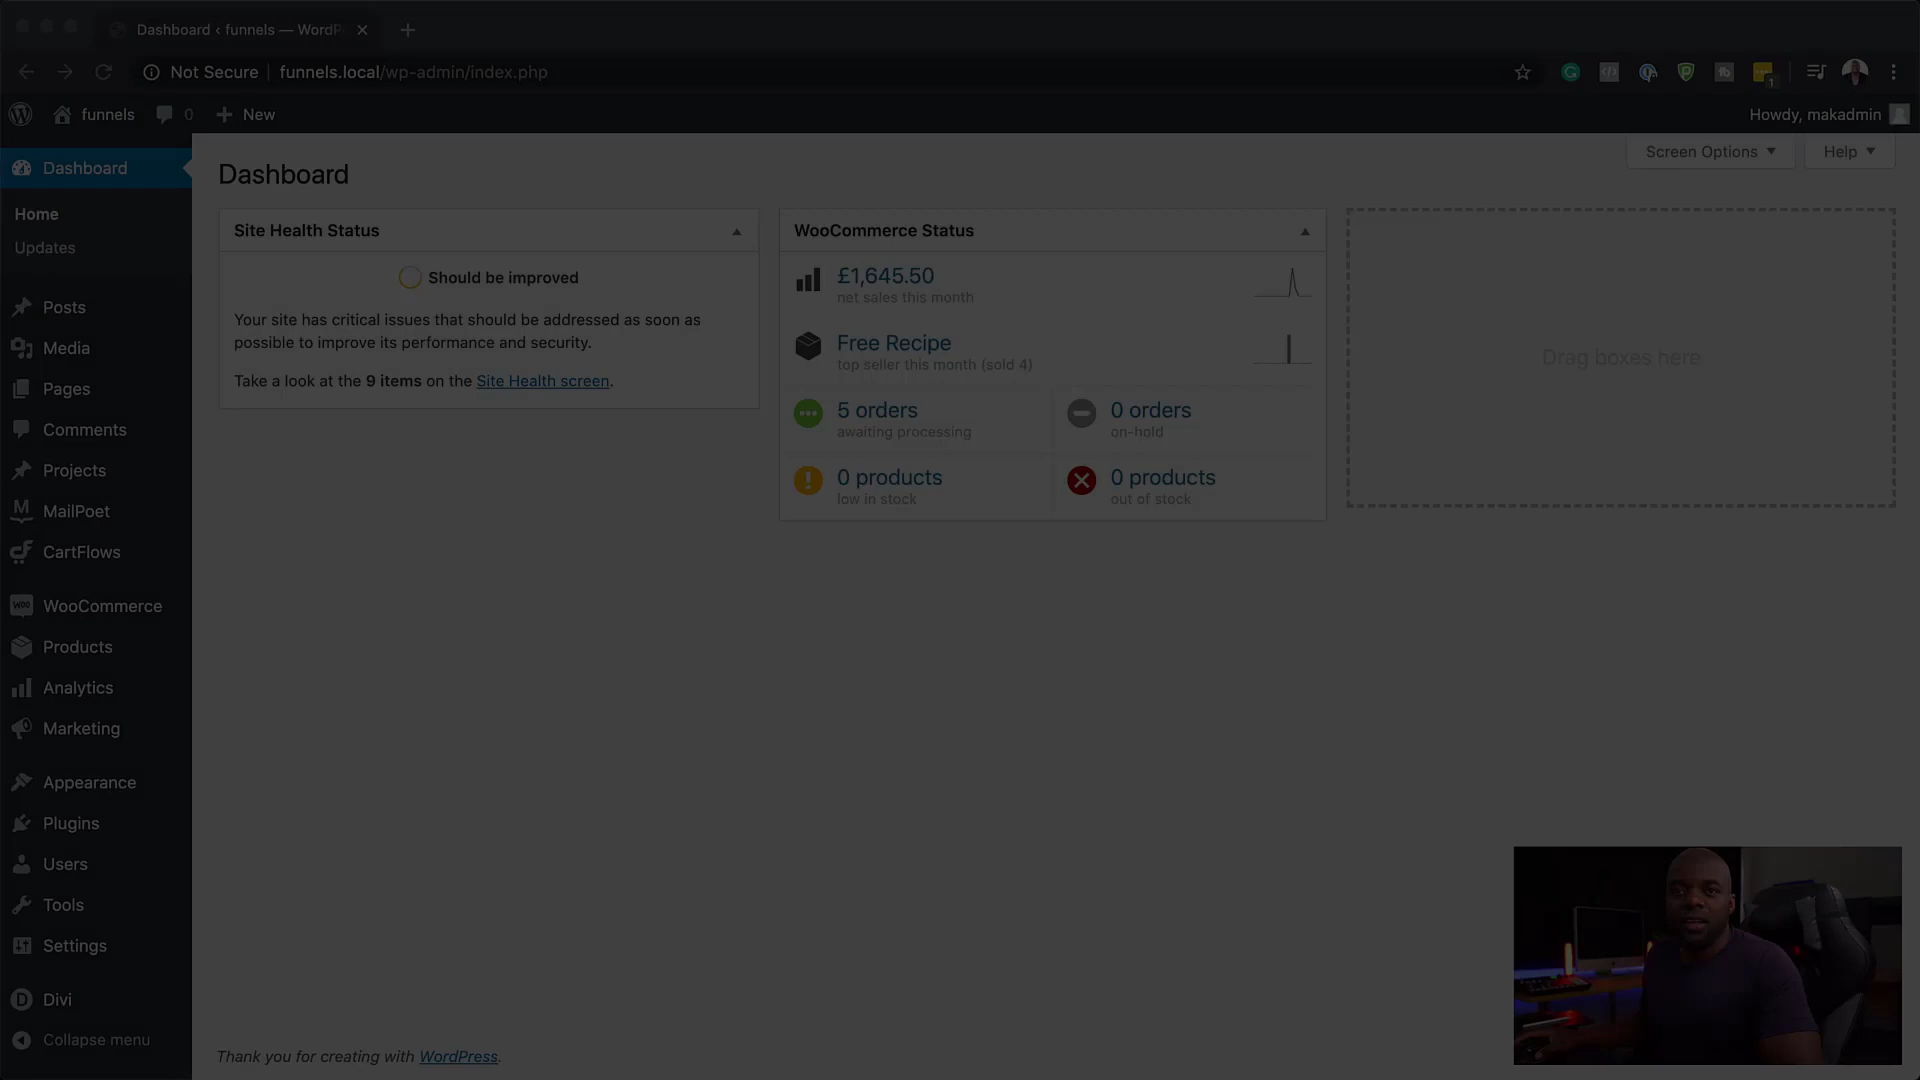 Dashboard ‹ funnels — WordP
Not Secure
funnels.local/wp-admin/index.php
1
funnels
0
New
Howdy, makadmin
Dashboard
Home
Updates
Posts
Media
Pages
Comments
Projects
MailPoet
CartFlows
WooCommerce
Products
Analytics
Marketing
Appearance
Plugins
Users
Tools
Settings
Divi
Collapse menu
Dashboard
Screen Options
Help
Site Health Status
Should be improved
Your site has critical issues that should be addressed as soon as
possible to improve its performance and security.
Take a look at the 9 items on the Site Health screen.
WooCommerce Status
£1,645.50
net sales this month
Free Recipe
top seller this month (sold 4)
5 orders
awaiting processing
0 orders
on-hold
0 products
low in stock
0 products
out of stock
Drag boxes here
Thank you for creating with WordPress.